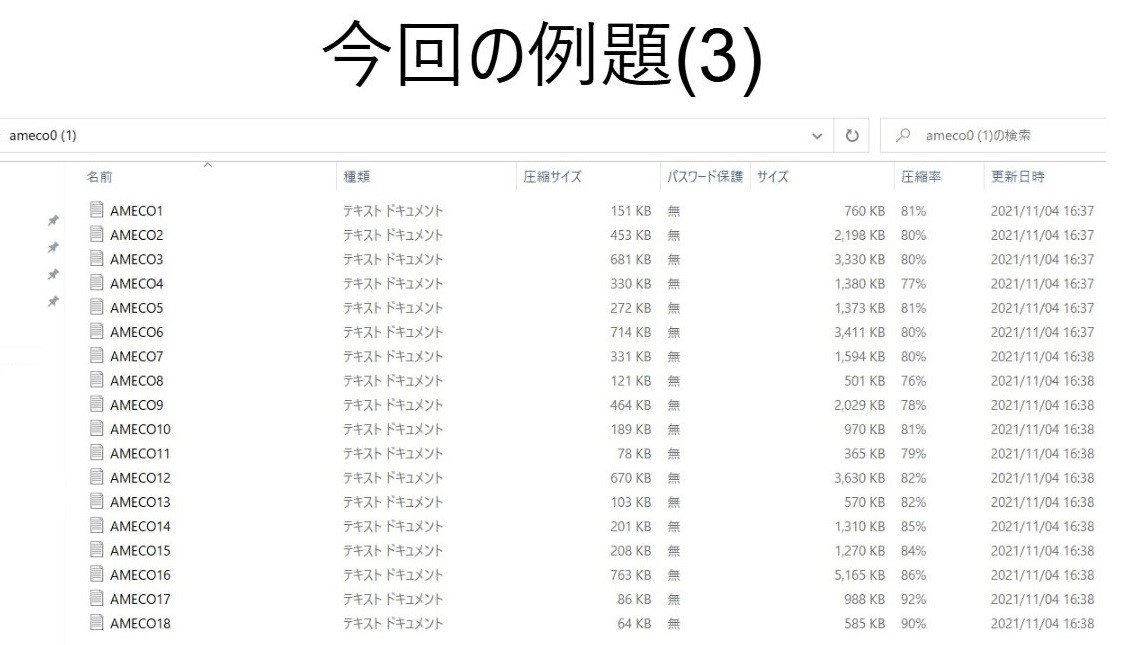 今回の例題(3)
ameco0 (1) ameco0 (1)の検索
名前 種類 圧縮サイズ パスワード保護 サイズ 圧縮率 更新日時
AMECO1 テキスト ドキュメント 151 KB 無 760 KB 81% 2021/11/04 16:37
AMECO2 テキスト ドキュメント 453 KB 無 2,198 KB 80% 2021/11/04 16:37
AMECO3 テキスト ドキュメント 681 KB 無 3,330 KB 80% 2021/11/04 16:37
AMECO4 テキスト ドキュメント 330 KB 無 1,380 KB 77% 2021/11/04 16:37
AMECO5 テキスト ドキュメント 272 KB 無 1,373 KB 81% 2021/11/04 16:37
AMECO6 テキスト ドキュメント 714 KB 無 3,411 KB 80% 2021/11/04 16:37
AMECO7 テキスト ドキュメント 331 KB 無 1,594 KB 80% 2021/11/04 16:38
AMECO8 テキスト ドキュメント 121 KB 無 501 KB 76% 2021/11/04 16:38
AMECO9 テキスト ドキュメント 464 KB 無 2,029 KB 78% 2021/11/04 16:38
AMECO10 テキスト ドキュメント 189 KB 無 970 KB 81% 2021/11/04 16:38
AMECO11 テキスト ドキュメント 78 KB 無 365 KB 79% 2021/11/04 16:38
AMECO12 テキスト ドキュメント 670 KB 無 3,630 KB 82% 2021/11/04 16:38
AMECO13 テキスト ドキュメント 103 KB 無 570 KB 82% 2021/11/04 16:38
AMECO14 テキスト ドキュメント 201 KB 無 1,310 KB 85% 2021/11/04 16:38
AMECO15 テキスト ドキュメント 208 KB 無 1,270 KB 84% 2021/11/04 16:38
AMECO16 テキスト ドキュメント 763 KB 無 5,165 KB 86% 2021/11/04 16:38
AMECO17 テキスト ドキュメント 86 KB 無 988 KB 92% 2021/11/04 16:38
AMECO18 テキスト ドキュメント 64 KB 無 585 KB 90% 2021/11/04 16:38